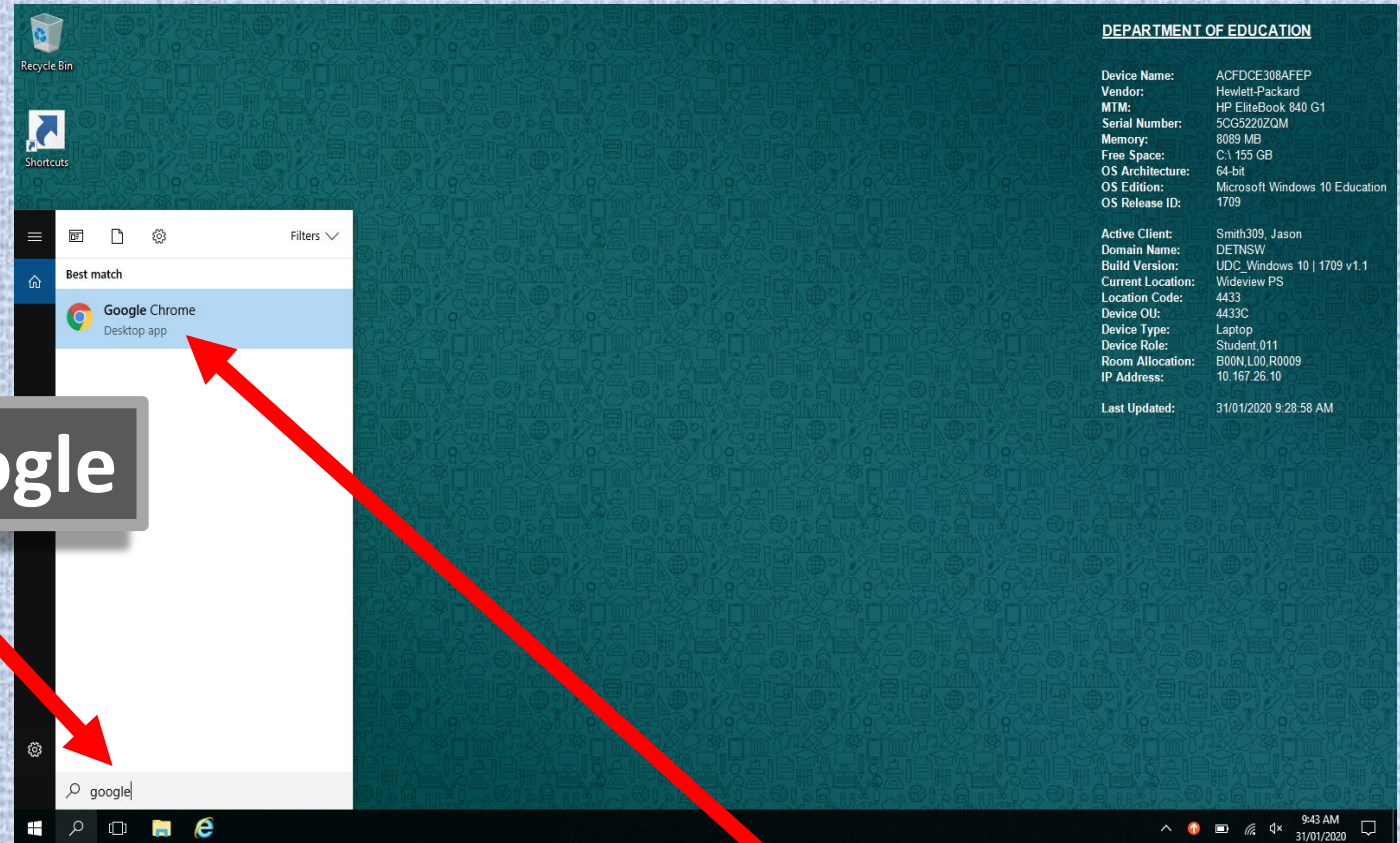 Recycle Bin
Shortcuts
DEPARTMENT OF EDUCATION
Device Name: ACFDCE308AFEP
Vendor: Hewlett-Packard
MTM: HP EliteBook 840 G1
Serial Number: 5CG5220ZQM
Memory: 8089 MB
Free Space: C:\ 155 GB
OS Architecture: 64-bit
OS Edition: Microsoft Windows 10 Education
OS Release ID: 1709
Active Client: Smith309, Jason
Domain Name: DETNSW
Build Version: UDC_Windows 10 | 1709 v1.1
Current Location: Wideview PS
Location Code: 4433
Device OU: 4433C
Device Type: Laptop
Device Role: Student,011
Room Allocation: B00N,L00,R0009
IP Address: 10.167.26.10
Last Updated: 31/01/2020 9:28:58 AM
Filters
Best match
Google Chrome
Desktop app
ogle
google
9:43 AM
31/01/2020